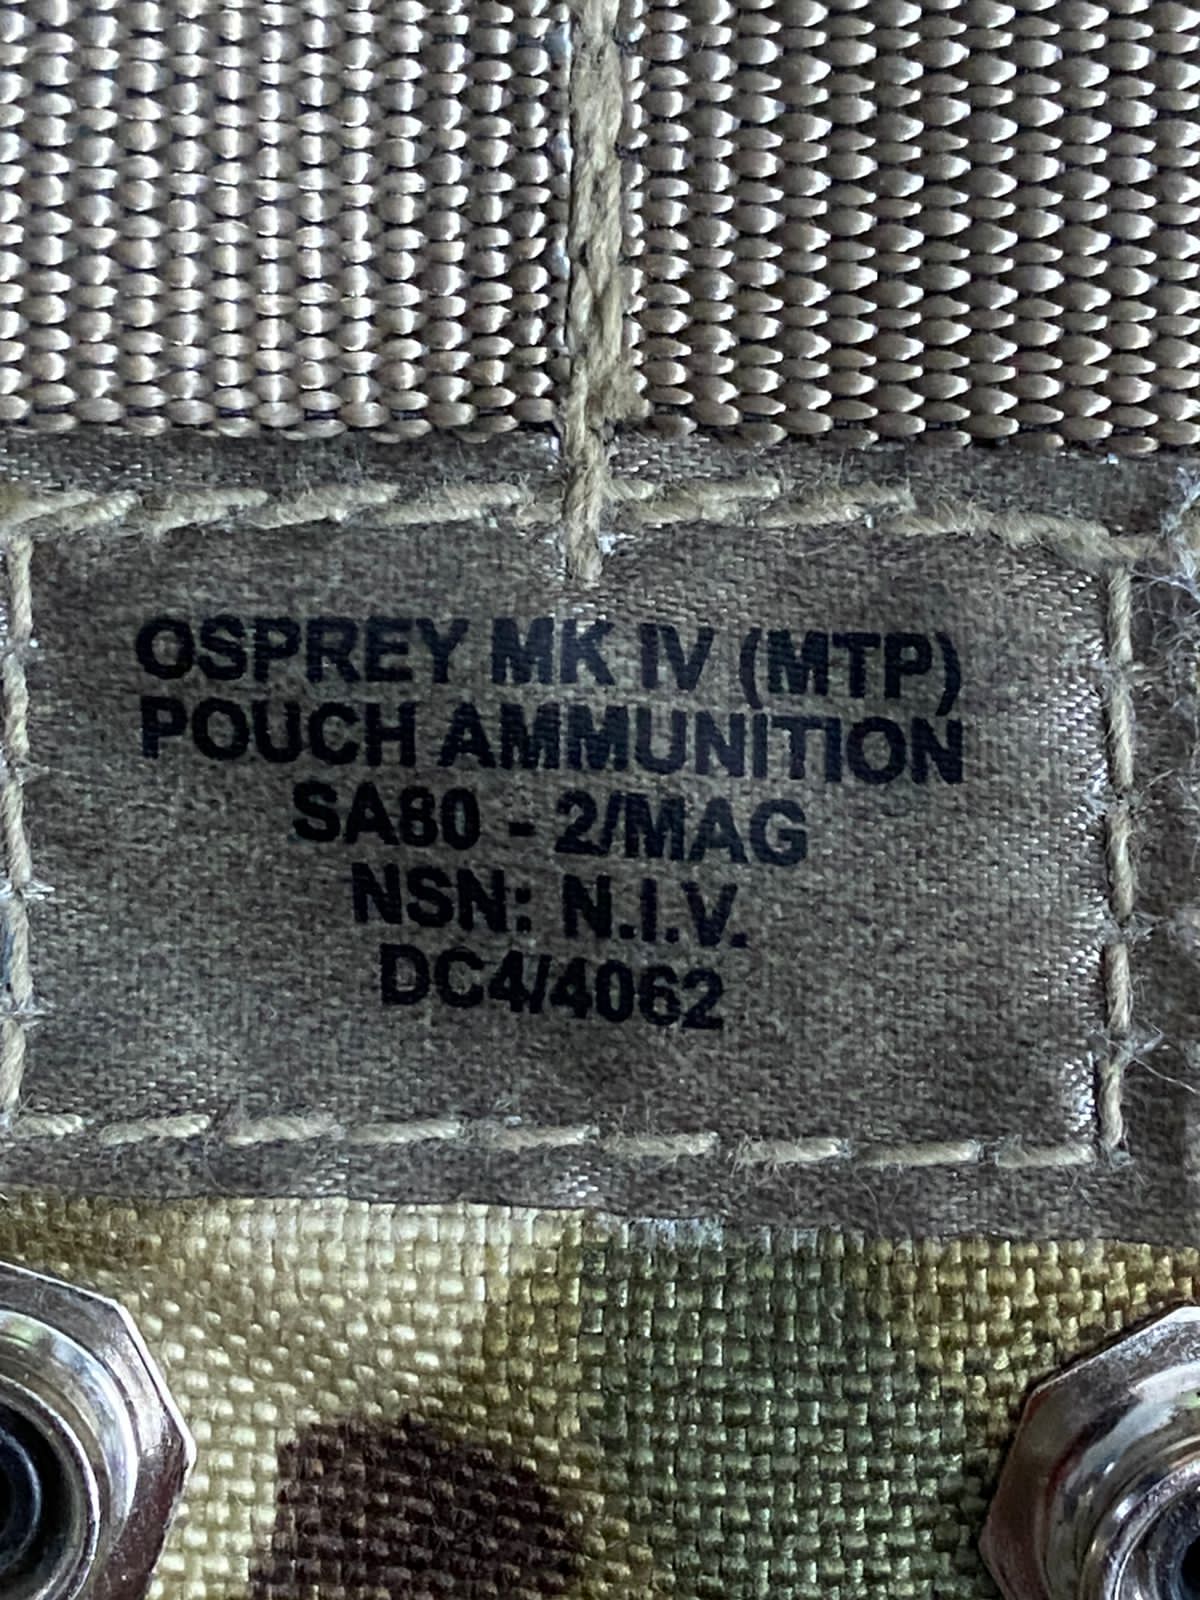 OSPREY MK IV (MTP)
POUCH AMMUNITION
SA80 - 2/MAG
NSN: N.I.V.
DC4/4062